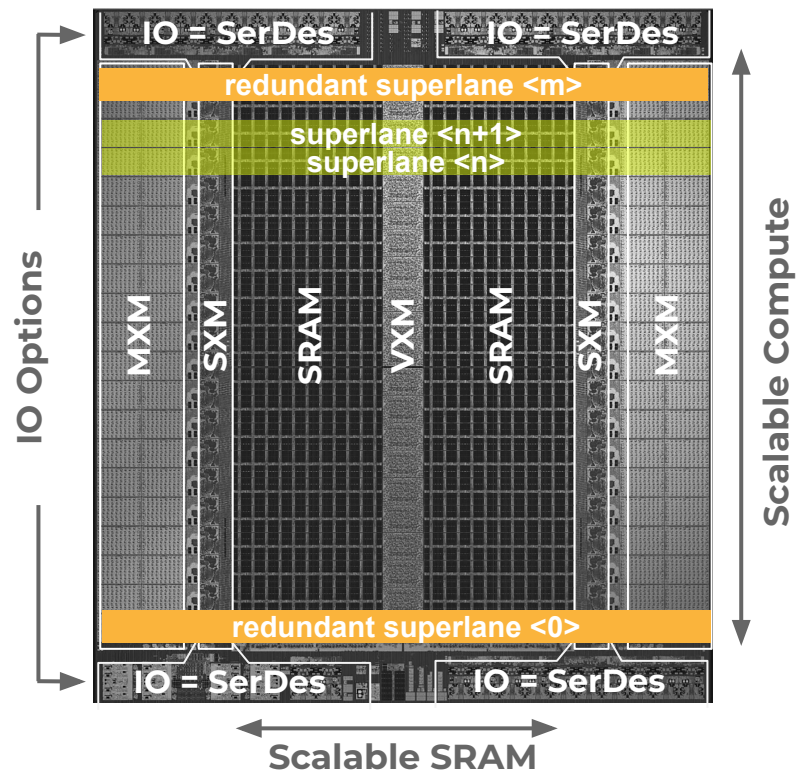 IO = SerDes
IO = SerDes
redundant superlane <m>
superlane <n+1>
superlane <n>
IO Options
MXM
SXM
SRAM
VXM
SRAM
SXM
MXM
Scalable Compute
redundant superlane <0>
IO = SerDes
IO = SerDes
Scalable SRAM